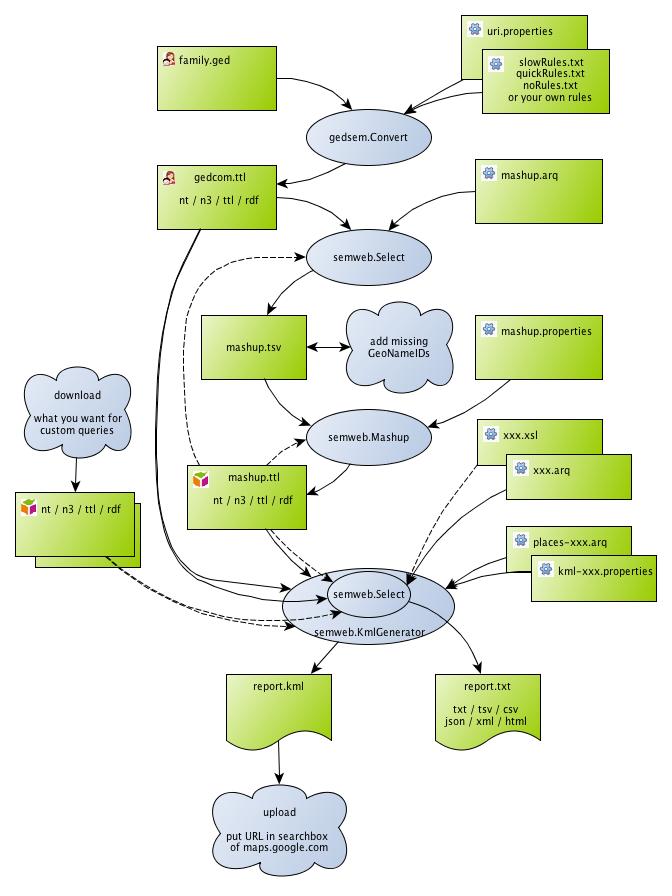 uri.properties
family.ged
slowRules.txt
quickRules.txt
noRules.txt
or your own rules
gedsem.Convert
gedcom.ttl
nt / n3 / ttl / rdf
mashup.arq
semweb.Select
mashup.tsv
add missing
GeoNameIDs
mashup.properties
download
what you want for
custom queries
semweb.Mashup
xxx.xsl
xxx.arq
mashup.ttl
nt / n3 / ttl / rdf
nt / n3 / ttl / rdf
places-xxx.arq
kml-xxx.properties
semweb.Select
semweb.KmlGenerator
report.kml
report.txt
txt / tsv / csv
json / xml / html
upload
put URL in searchbox
of maps.google.com